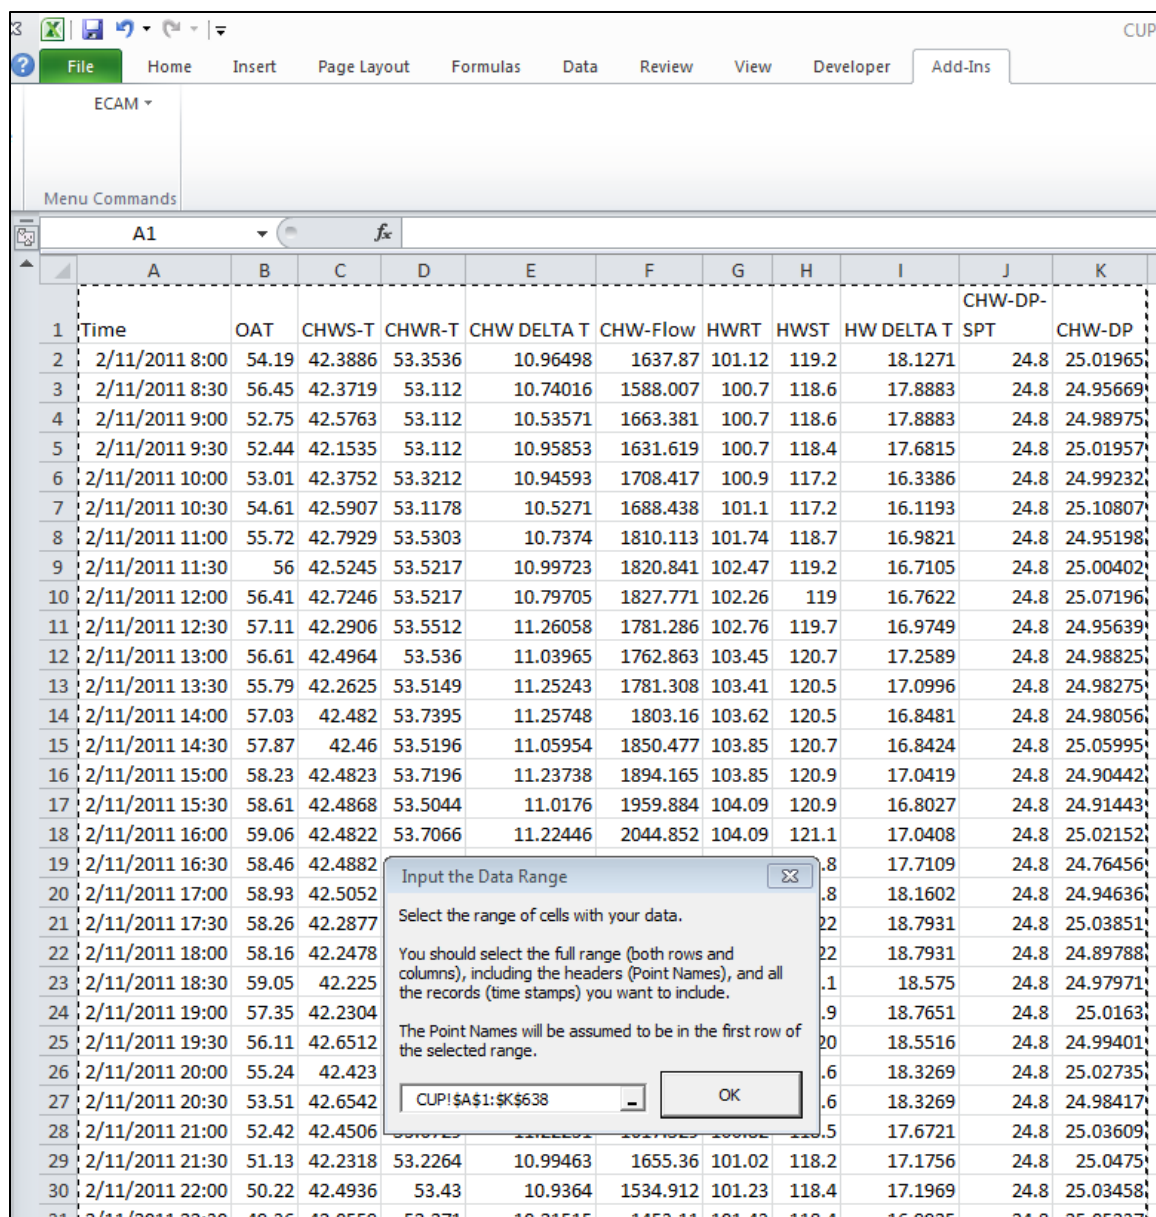 CUP
File Home Insert Page Layout Formulas Data Review View Developer Add-Ins
ECAM
Menu Commands
A1 fx
A B C D E F G H I J K
CHW-DP-
1 Time OAT CHWS-T CHWR-T CHW DELTA T CHW-Flow HWRT HWST HW DELTA T SPT CHW-DP
2 2/11/2011 8:00 54.19 42.3886 53.3536 10.96498 1637.87 101.12 119.2 18.1271 24.8 25.01965
3 2/11/2011 8:30 56.45 42.3719 53.112 10.74016 1588.007 100.7 118.6 17.8883 24.8 24.95669
4 2/11/2011 9:00 52.75 42.5763 53.112 10.53571 1663.381 100.7 118.6 17.8883 24.8 24.98975
5 2/11/2011 9:30 52.44 42.1535 53.112 10.95853 1631.619 100.7 118.4 17.6815 24.8 25.01957
6 2/11/2011 10:00 53.01 42.3752 53.3212 10.94593 1708.417 100.9 117.2 16.3386 24.8 24.99232
7 2/11/2011 10:30 54.61 42.5907 53.1178 10.5271 1688.438 101.1 117.2 16.1193 24.8 25.10807
8 2/11/2011 11:00 55.72 42.7929 53.5303 10.7374 1810.113 101.74 118.7 16.9821 24.8 24.95198
9 2/11/2011 11:30 56 42.5245 53.5217 10.99723 1820.841 102.47 119.2 16.7105 24.8 25.00402
10 2/11/2011 12:00 56.41 42.7246 53.5217 10.79705 1827.771 102.26 119 16.7622 24.8 25.07196
11 2/11/2011 12:30 57.11 42.2906 53.5512 11.26058 1781.286 102.76 119.7 16.9749 24.8 24.95639
12 2/11/2011 13:00 56.61 42.4964 53.536 11.03965 1762.863 103.45 120.7 17.2589 24.8 24.98825
13 2/11/2011 13:30 55.79 42.2625 53.5149 11.25243 1781.308 103.41 120.5 17.0996 24.8 24.98275
14 2/11/2011 14:00 57.03 42.482 53.7395 11.25748 1803.16 103.62 120.5 16.8481 24.8 24.98056
15 2/11/2011 14:30 57.87 42.46 53.5196 11.05954 1850.477 103.85 120.7 16.8424 24.8 25.05995
16 2/11/2011 15:00 58.23 42.4823 53.7196 11.23738 1894.165 103.85 120.9 17.0419 24.8 24.90442
17 2/11/2011 15:30 58.61 42.4868 53.5044 11.0176 1959.884 104.09 120.9 16.8027 24.8 24.91443
18 2/11/2011 16:00 59.06 42.4822 53.7066 11.22446 2044.852 104.09 121.1 17.0408 24.8 25.02152
19 2/11/2011 16:30 58.46 42.4882 .8 17.7109 24.8 24.76456
20 2/11/2011 17:00 58.93 42.5052 .8 18.1602 24.8 24.94636
21 2/11/2011 17:30 58.26 42.2877 22 18.7931 24.8 25.03851
22 2/11/2011 18:00 58.16 42.2478 22 18.7931 24.8 24.89788
23 2/11/2011 18:30 59.05 42.225 .1 18.575 24.8 24.97971
24 2/11/2011 19:00 57.35 42.2304 .9 18.7651 24.8 25.0163
25 2/11/2011 19:30 56.11 42.6512 20 18.5516 24.8 24.99401
26 2/11/2011 20:00 55.24 42.423 .6 18.3269 24.8 25.02735
27 2/11/2011 20:30 53.51 42.6542 .6 18.3269 24.8 24.98417
28 2/11/2011 21:00 52.42 42.4506 .5 17.6721 24.8 25.03609
29 2/11/2011 21:30 51.13 42.2318 53.2264 10.99463 1655.36 101.02 118.2 17.1756 24.8 25.0475
30 2/11/2011 22:00 50.22 42.4936 53.43 10.9364 1534.912 101.23 118.4 17.1969 24.8 25.03458
Input the Data Range
Select the range of cells with your data.
You should select the full range (both rows and
columns), including the headers (Point Names), and all
the records (time stamps) you want to include.
The Point Names will be assumed to be in the first row of
the selected range.
CUP!$A$1:$K$638 OK